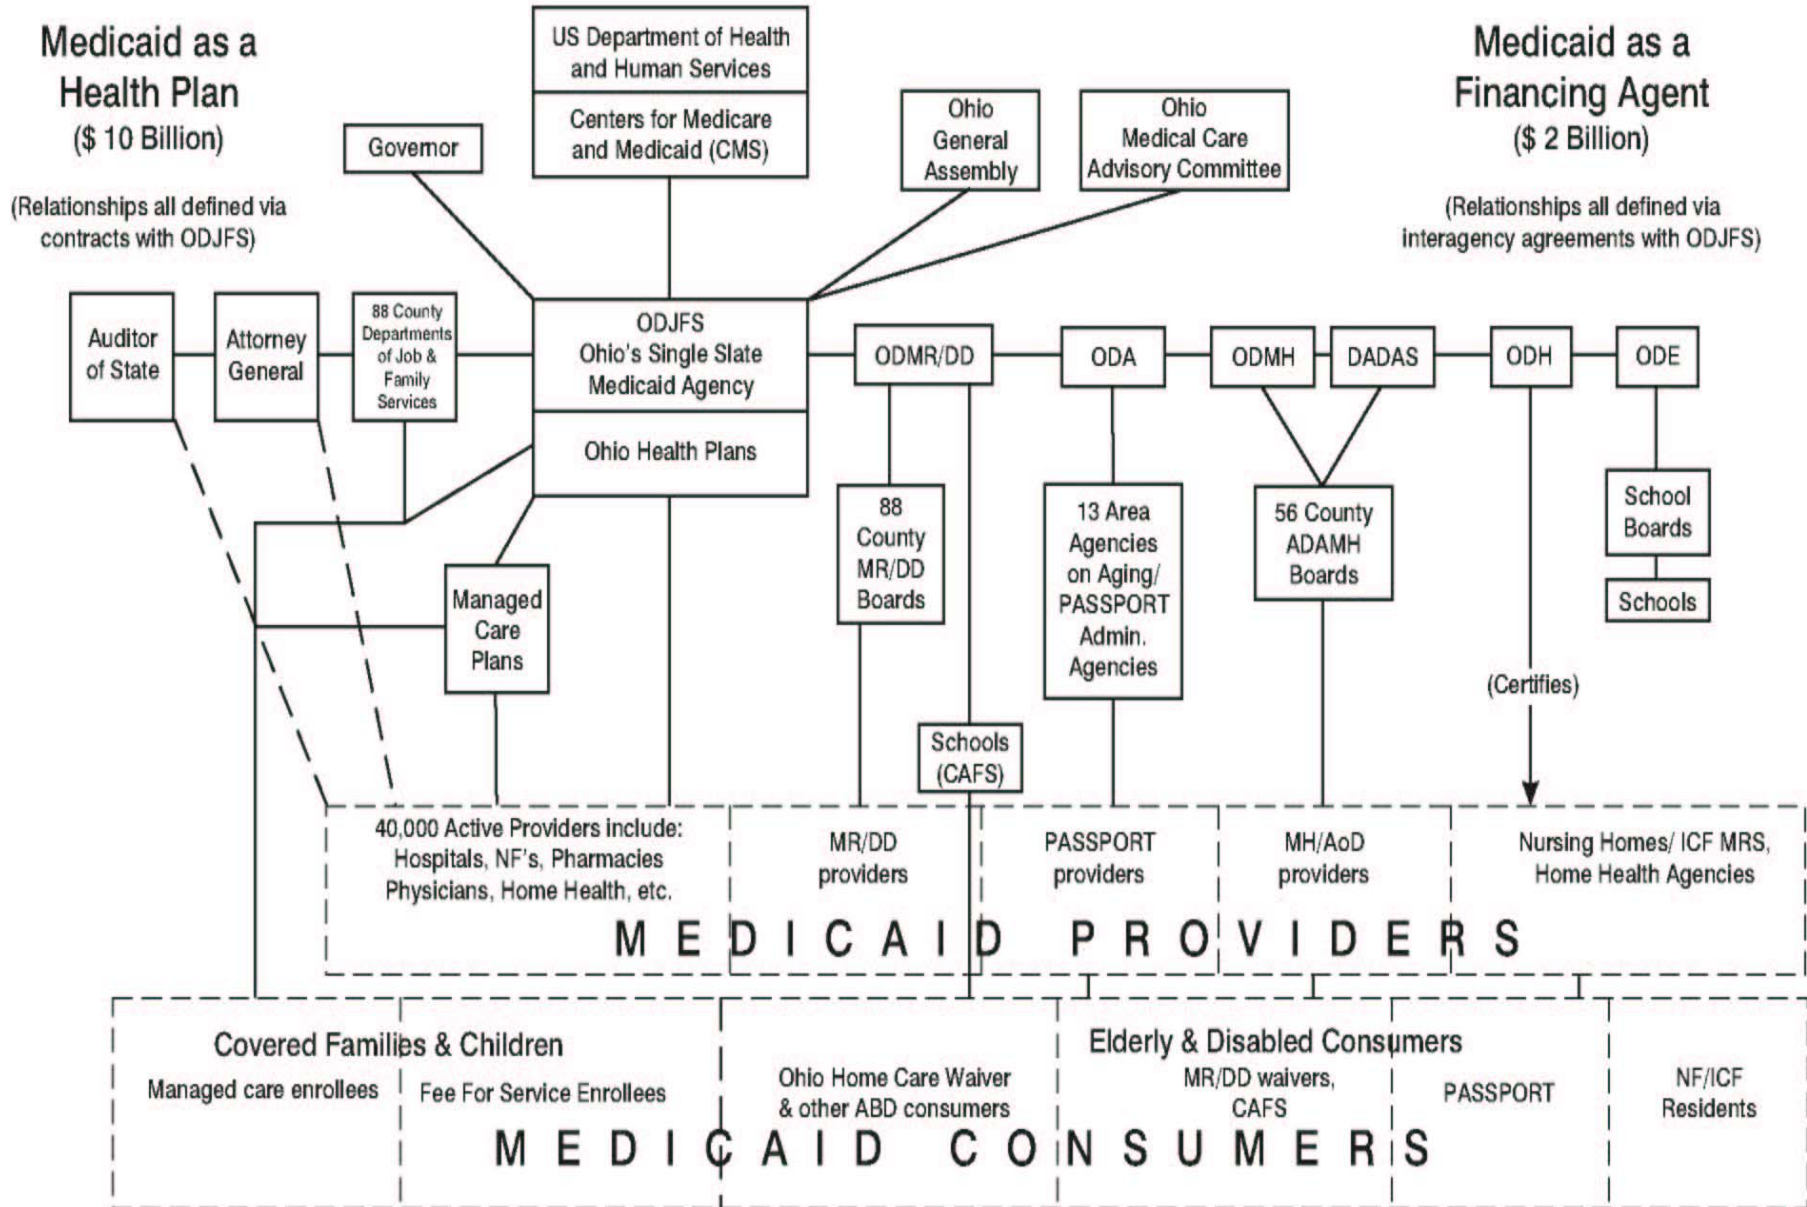 Medicaid as a
Health Plan
($ 10 Billion)
(Relationships all defined via
contracts with ODJFS)
Governor
US Department of Health
and Human Services
Centers for Medicare
and Medicaid (CMS)
Ohio
General
Assembly
Ohio
Medical Care
Advisory Committee
Medicaid as a
Financing Agent
($ 2 Billion)
(Relationships all defined via
interagency agreements with ODJFS)
Auditor
of State
Attorney
General
88 County
Departments
of Job &
Family
Services
ODJFS
Ohio's Single Slate
Medicaid Agency
Ohio Health Plans
ODMR/DD
ODA
ODMH
DADAS
ODH
ODE
Managed
Care
Plans
88
County
MR/DD
Boards
Schools
(CAFS)
13 Area
Agencies
on Aging/
PASSPORT
Admin.
Agencies
56 County
ADAMH
Boards
(Certifies)
School
Boards
Schools
40,000 Active Providers include:
Hospitals, NF's, Pharmacies
Physicians, Home Health, etc.
MR/DD
providers
PASSPORT
providers
MH/AoD
providers
Nursing Homes/ ICF MRS,
Home Health Agencies
MEDICAID PROVIDERS
Covered Families & Children
Managed care enrollees
Fee For Service Enrollees
Elderly & Disabled Consumers
Ohio Home Care Waiver
& other ABD consumers
MR/DD waivers,
CAFS
PASSPORT
NF/ICF
Residents
MEDICAID CONSUMERS